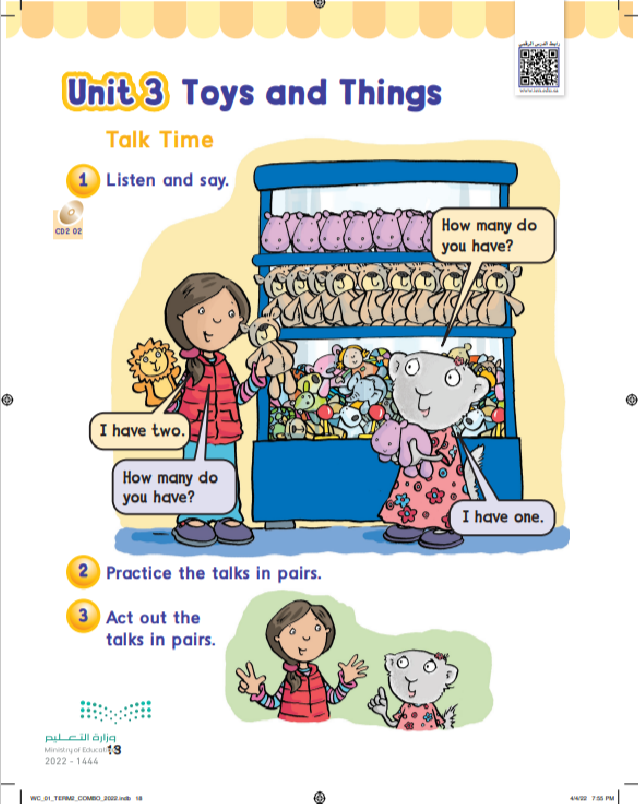 رابط الدرس الرقمي
www.ien.edu.sa
Unit 3 Toys and Things
Talk Time
1 Listen and say.
CD2 02
How many do
you have?
I have two.
How many do
you have?
I have one.
2 Practice the talks in pairs.
3 Act out the
talks in pairs.
وزارة التعـــليم
Ministry of Education
18
2022 - 1444
WC_01_TERM2_COMBO_2022.indb 18
4/4/22 7:55 PM